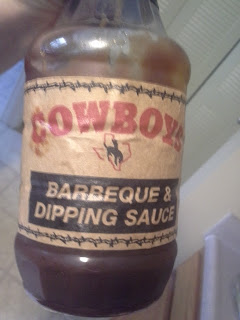 COWBOYS
BARBEQUE &
DIPPING SAUCE